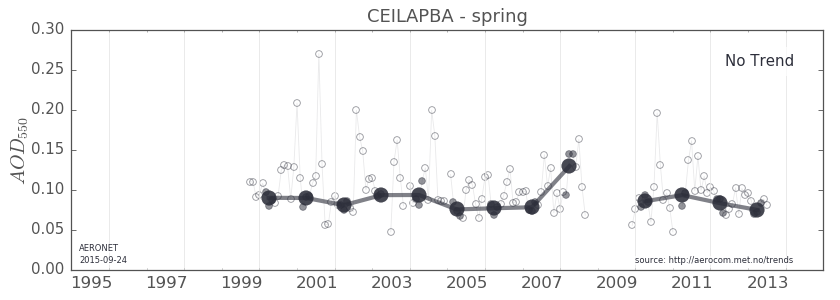 CEILAPBA - spring
0.30
0.25
0.20
0.15
0.10
0.05
0.00
AOD550
No Trend
AERONET
2015-09-24
source: http://aerocom.met.no/trends
1995 1997 1999 2001 2003 2005 2007 2009 2011 2013